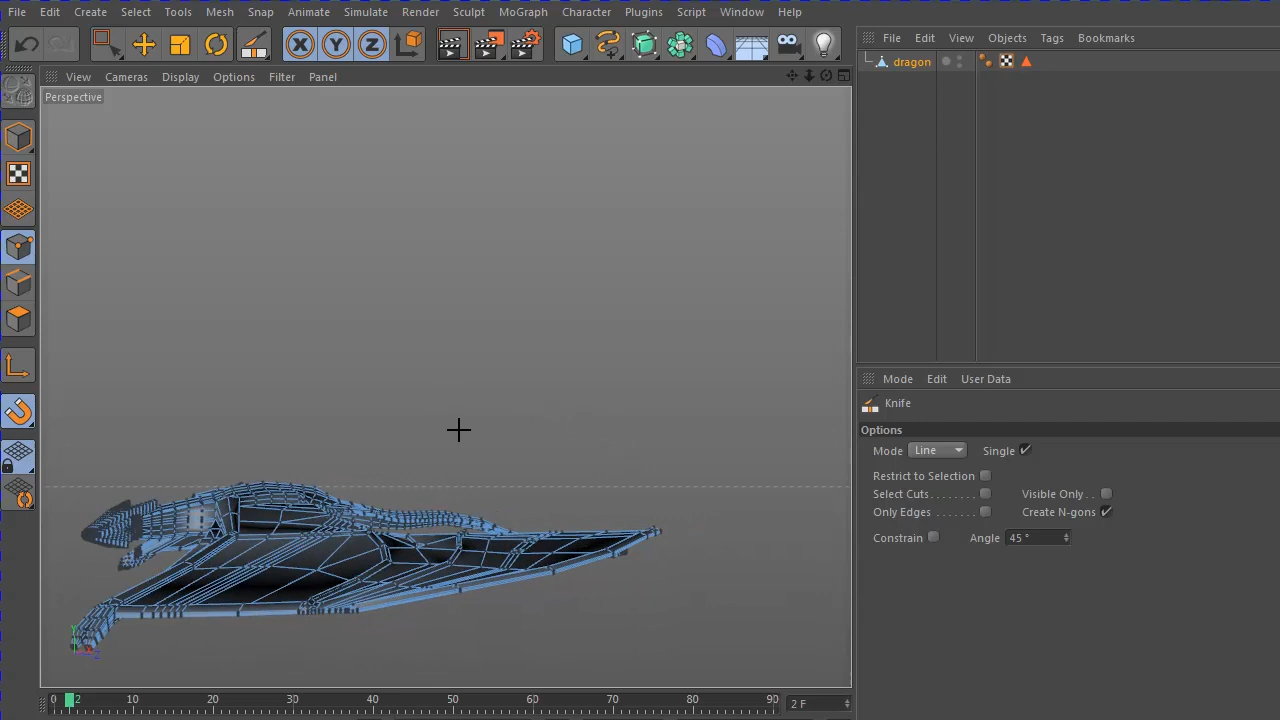 File Edit Create Select Tools Mesh Snap Animate Simulate Render Sculpt MoGraph Character Plugins Script Window Help
X Y Z
View Cameras Display Options Filter Panel
Perspective
File Edit View Objects Tags Bookmarks
dragon
Mode Edit User Data
Knife
Options
Mode Line Single
Restrict to Selection
Select Cuts Visible Only
Only Edges Create N-gons
Constrain Angle 45 °
Y
Z
0 2 10 20 30 40 50 60 70 80 90 2 F